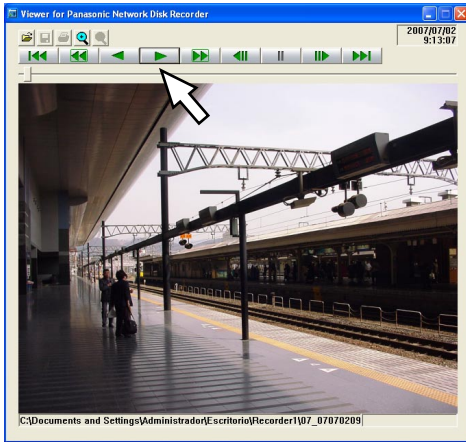 Viewer for Panasonic Network Disk Recorder
2007/07/02
9:13:07
C:\Documents and Settings\Administrador\Escritorio\Recorder1\07_07070209